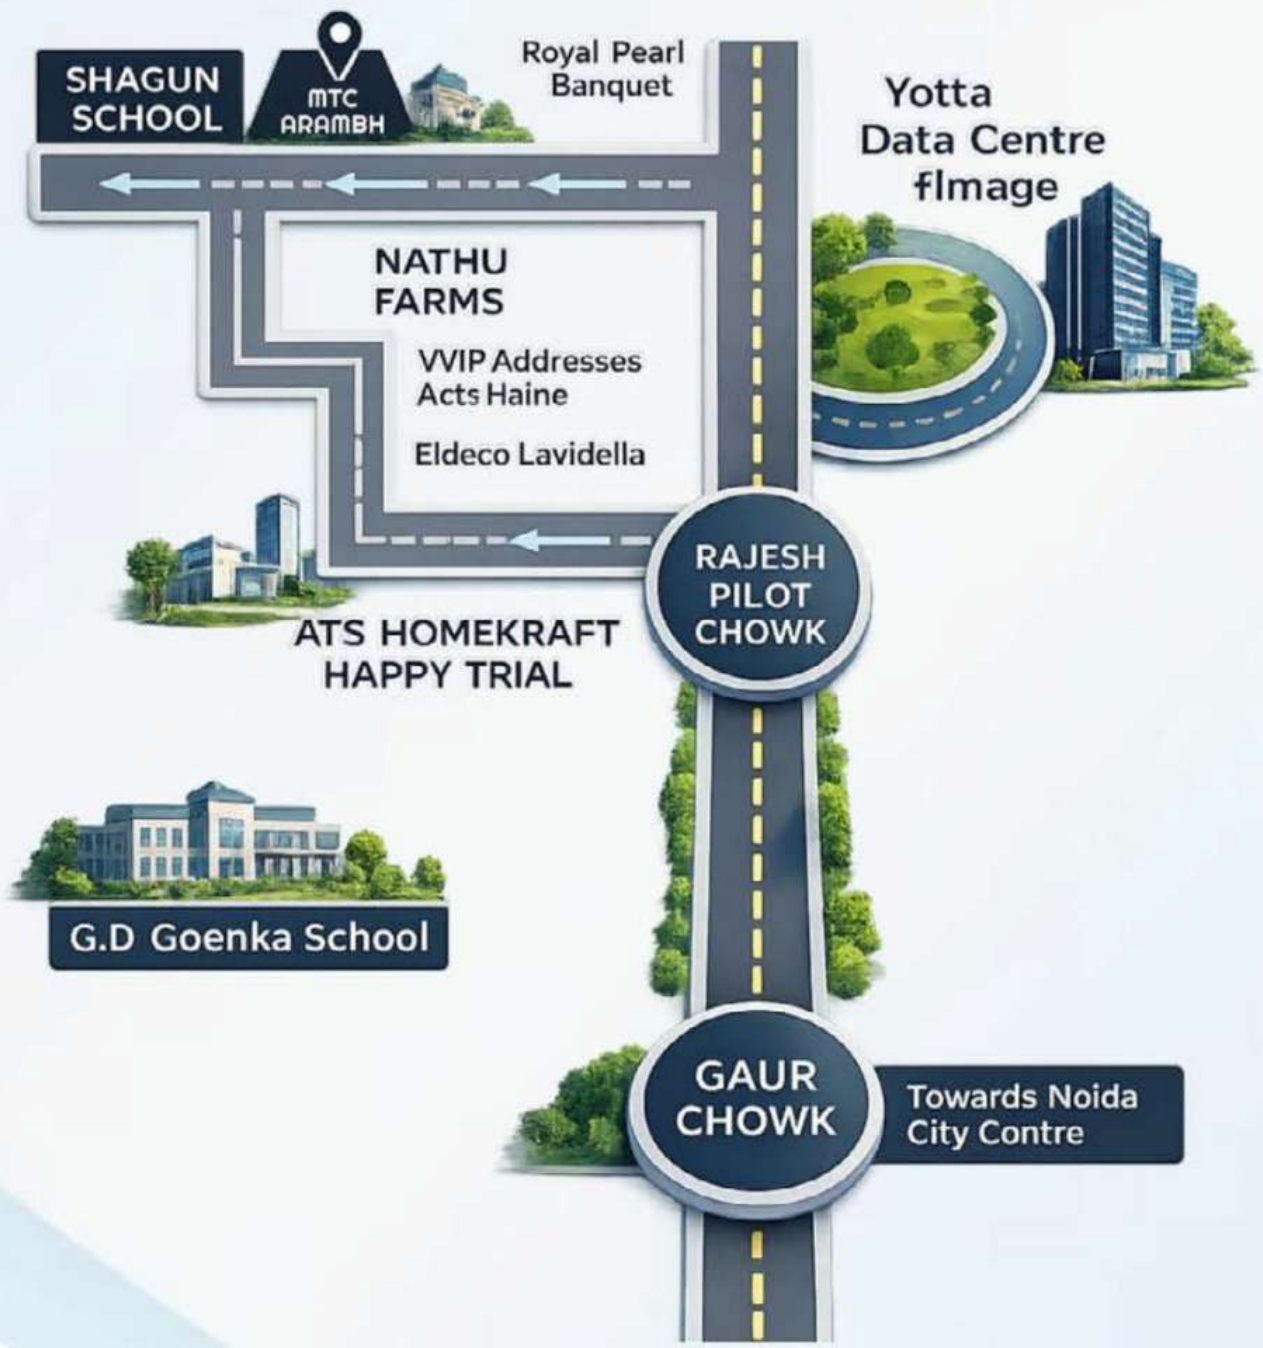 SHAGUN
SCHOOL
MTC
ARAMBH
Royal Pearl
Banquet
Yotta
Data Centre
flmage
NATHU
FARMS
VVIP Addresses
Acts Haine
Eldeco Lavidella
RAJESH
PILOT
CHOWK
ATS HOMEKRAFT
HAPPY TRIAL
G.D Goenka School
GAUR
CHOWK
Towards Noida
City Contre